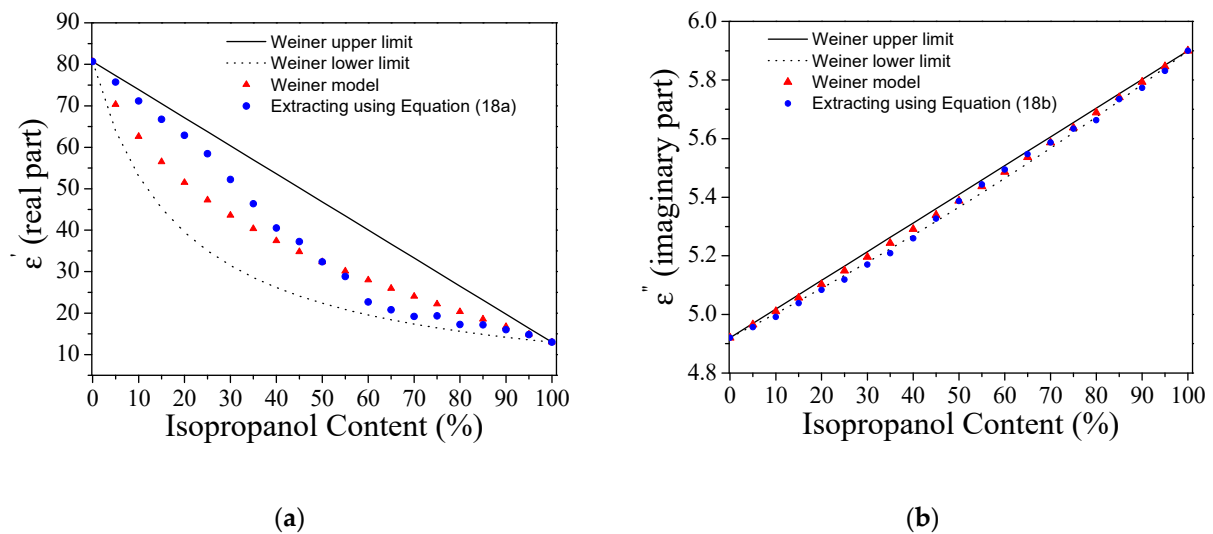 90
80
70
60
50
40
30
20
10
ε' (real part)
Weiner upper limit
Weiner lower limit
Weiner model
Extracting using Equation (18a)
0 10 20 30 40 50 60 70 80 90 100
Isopropanol Content (%)
(a)
6.0
5.8
5.6
5.4
5.2
5.0
4.8
ε" (imaginary part)
Weiner upper limit
Weiner lower limit
Weiner model
Extracting using Equation (18b)
0 10 20 30 40 50 60 70 80 90 100
Isopropanol Content (%)
(b)